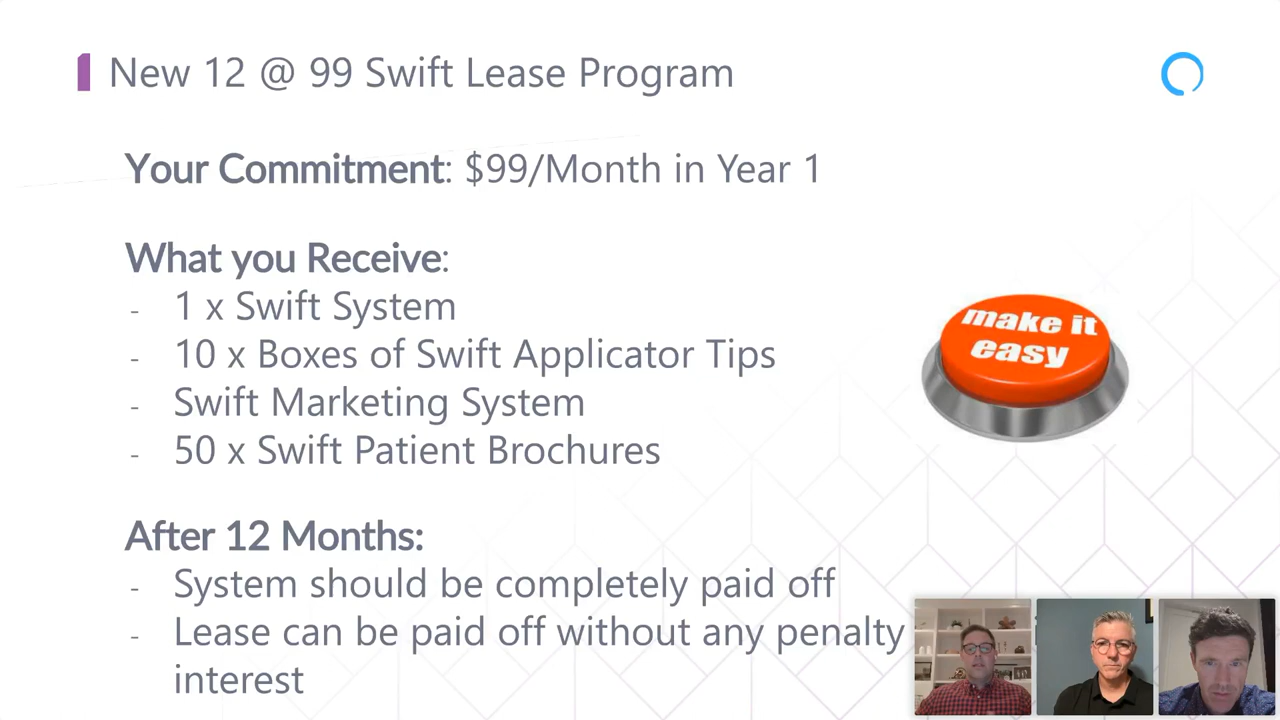 New 12 @ 99 Swift Lease Program
Your Commitment: $99/Month in Year 1
What you Receive:
- 1 x Swift System
- 10 x Boxes of Swift Applicator Tips
- Swift Marketing System
- 50 x Swift Patient Brochures
make it
easy
After 12 Months:
- System should be completely paid off
- Lease can be paid off without any penalty
interest